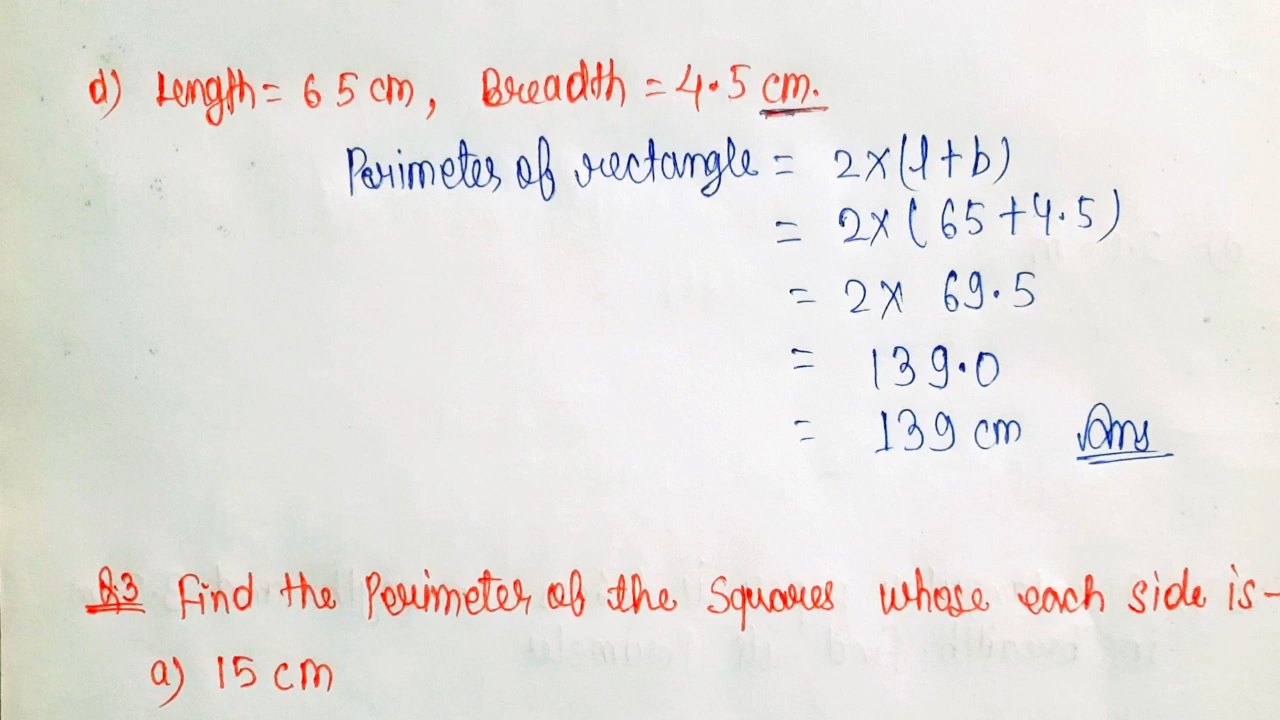 d) Length = 65 cm, Breadth = 4.5 cm.
Perimeter of rectangle = 2×(l+b)
= 2×(65+4.5)
= 2× 69.5
= 139.0
= 139 cm Ans
Q.3 Find the Perimeter of the Squares whose each side is-
a) 15 cm